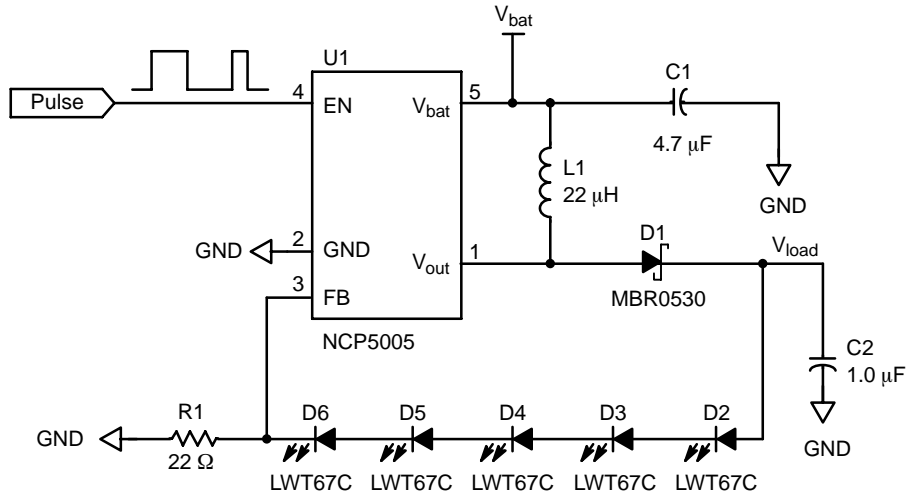 V_bat
U1
Pulse
4
EN
V_bat
5
C1
4.7 μF
L1
22 μH
GND
GND
2
GND
V_out
1
D1
MBR0530
V_load
3
FB
NCP5005
C2
1.0 μF
GND
GND
R1
22 Ω
D6
D5
D4
D3
D2
LWT67C
LWT67C
LWT67C
LWT67C
LWT67C